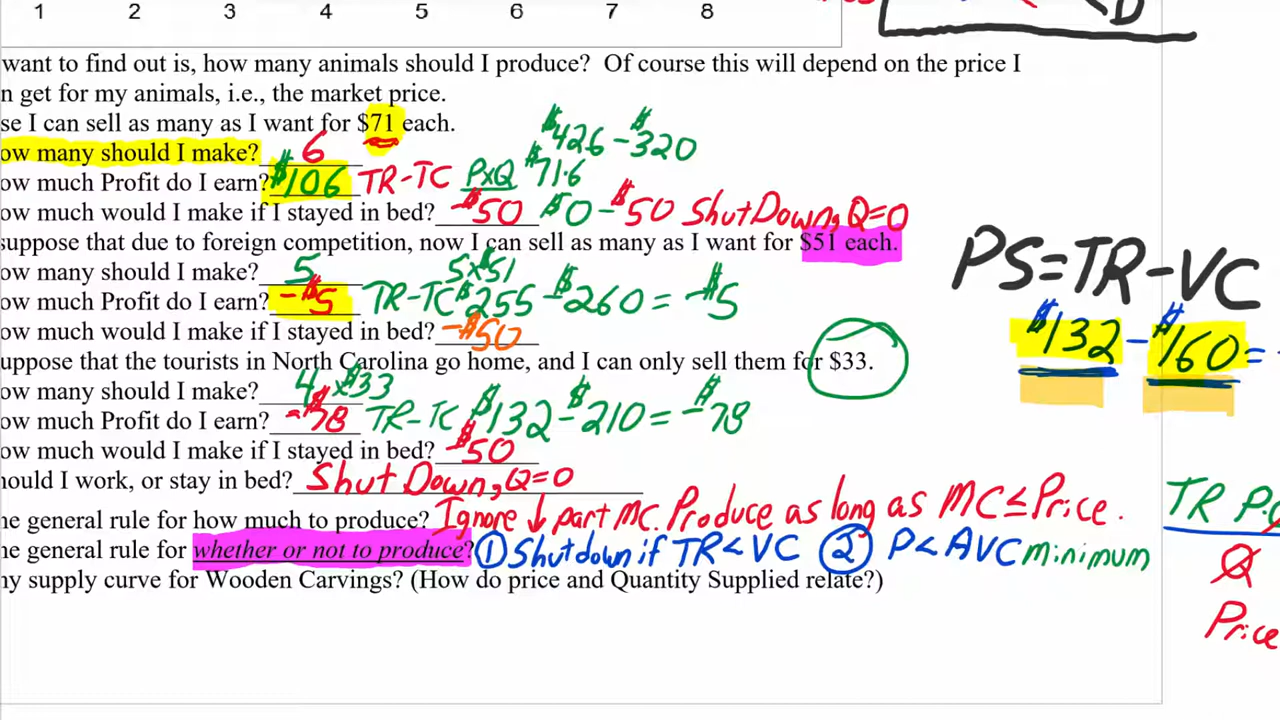 1 2 3 4 5 6 7 8
D
want to find out is, how many animals should I produce? Of course this will depend on the price I
n get for my animals, i.e., the market price.
se I can sell as many as I want for $71 each.
$426 - $320
ow many should I make? 6
ow much Profit do I earn? $106 TR-TC PxQ $71·6
ow much would I make if I stayed in bed? -$50 $0 - $50 ShutDown, Q=0
suppose that due to foreign competition, now I can sell as many as I want for $51 each.
ow many should I make? 5 5x$51
ow much Profit do I earn? -$5 TR-TC $255 - $260 = -$5
ow much would I make if I stayed in bed? -$50
uppose that the tourists in North Carolina go home, and I can only sell them for $33.
ow many should I make? 4 x$33
ow much Profit do I earn? -$78 TR-TC $132 - $210 = -$78
ow much would I make if I stayed in bed? -$50
hould I work, or stay in bed? Shut Down, Q=0
he general rule for how much to produce? Ignore ↓ part MC. Produce as long as MC ≤ Price.
he general rule for whether or not to produce? ① Shutdown if TR < VC ② P < AVC minimum
ny supply curve for Wooden Carvings? (How do price and Quantity Supplied relate?)
PS=TR-VC
$132 - $160 =
TR
Q
Price